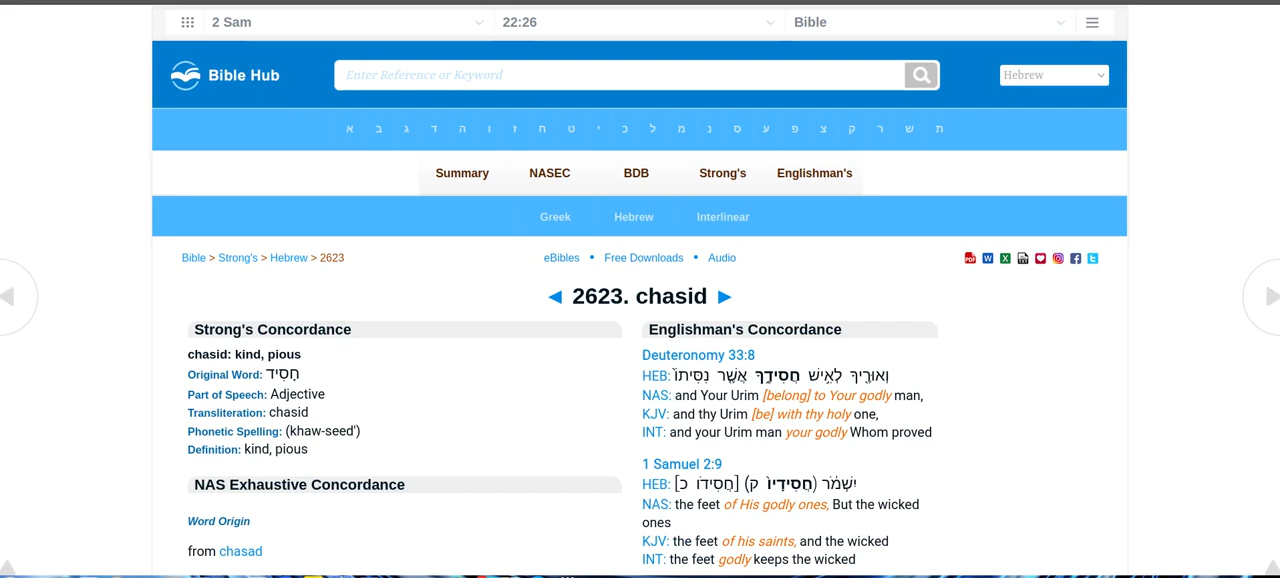 2 Sam 22:26 Bible
Bible Hub Enter Reference or Keyword Hebrew
א ב ג ד ה ו ז ח ט י כ ל מ נ ס ע פ צ ק ר ש ת
Summary NASEC BDB Strong's Englishman's
Greek Hebrew Interlinear
Bible > Strong's > Hebrew > 2623 eBibles • Free Downloads • Audio
◄ 2623. chasid ►
Strong's Concordance
chasid: kind, pious
Original Word: חָסִיד
Part of Speech: Adjective
Transliteration: chasid
Phonetic Spelling: (khaw-seed')
Definition: kind, pious
NAS Exhaustive Concordance
Word Origin
from chasad
Englishman's Concordance
Deuteronomy 33:8
HEB: וְאוּרֶ֖יךָ לְאִ֣ישׁ חֲסִידֶ֑ךָ אֲשֶׁ֤ר נִסִּיתוֹ֙
NAS: and Your Urim [belong] to Your godly man,
KJV: and thy Urim [be] with thy holy one,
INT: and your Urim man your godly Whom proved
1 Samuel 2:9
HEB: [חֲסִידֹו כ] (חֲסִידָיו֙ ק) יִשְׁמֹ֔ר
NAS: the feet of His godly ones, But the wicked
ones
KJV: the feet of his saints, and the wicked
INT: the feet godly keeps the wicked